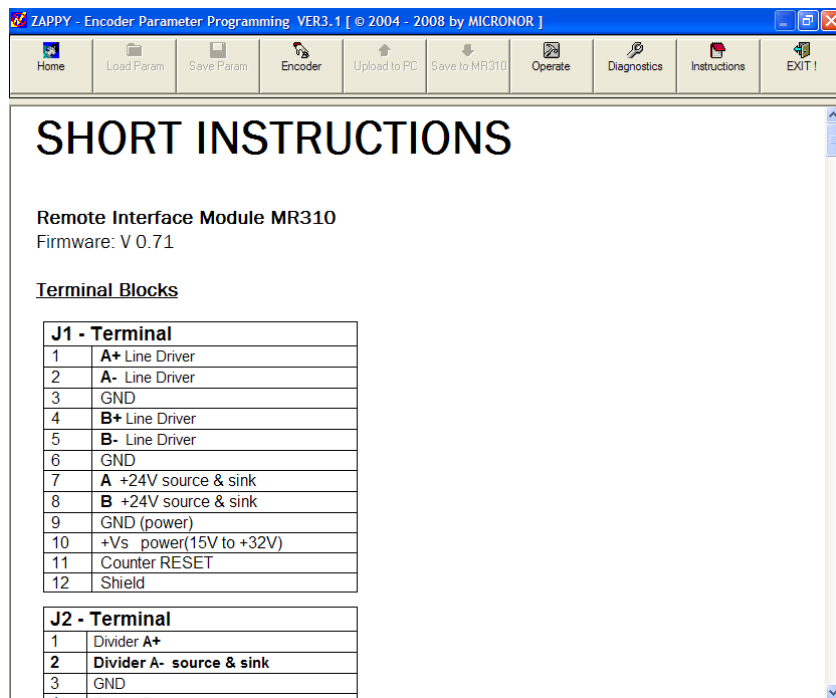 ZAPPY - Encoder Parameter Programming VER3.1 [ © 2004 - 2008 by MICRONOR ]
Home Load Param Save Param Encoder Upload to PC Save to MR310 Operate Diagnostics Instructions EXIT !
SHORT INSTRUCTIONS
Remote Interface Module MR310
Firmware: V 0.71
Terminal Blocks
J1 - Terminal
1 A+ Line Driver
2 A- Line Driver
3 GND
4 B+ Line Driver
5 B- Line Driver
6 GND
7 A +24V source & sink
8 B +24V source & sink
9 GND (power)
10 +Vs power(15V to +32V)
11 Counter RESET
12 Shield
J2 - Terminal
1 Divider A+
2 Divider A- source & sink
3 GND